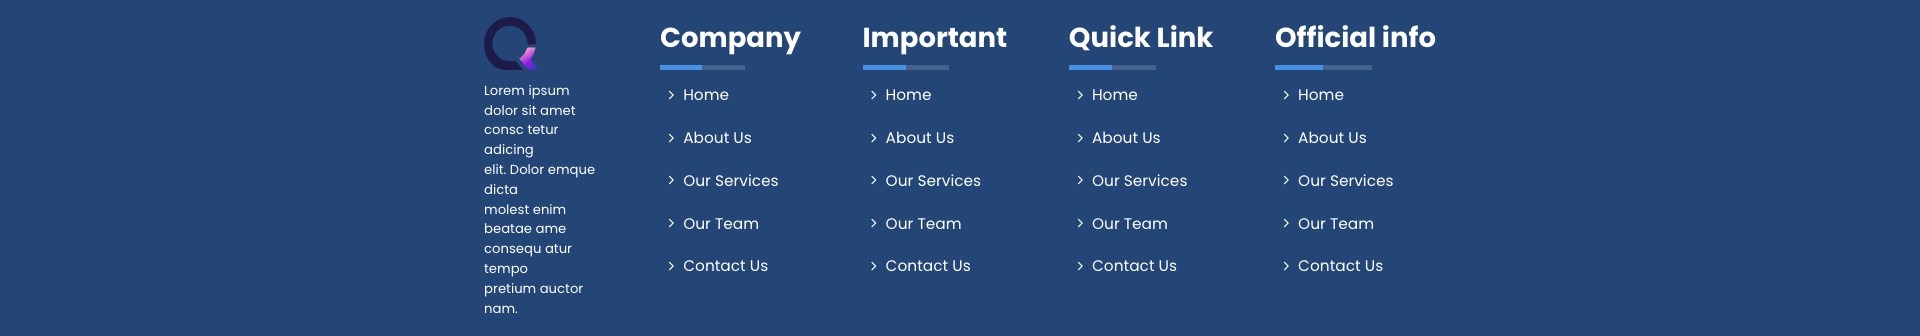 Lorem ipsum
dolor sit amet
consc tetur
adicing
elit. Dolor emque
dicta
molest enim
beatae ame
consequ atur
tempo
pretium auctor
nam.
Company
Home
About Us
Our Services
Our Team
Contact Us
Important
Home
About Us
Our Services
Our Team
Contact Us
Quick Link
Home
About Us
Our Services
Our Team
Contact Us
Official info
Home
About Us
Our Services
Our Team
Contact Us